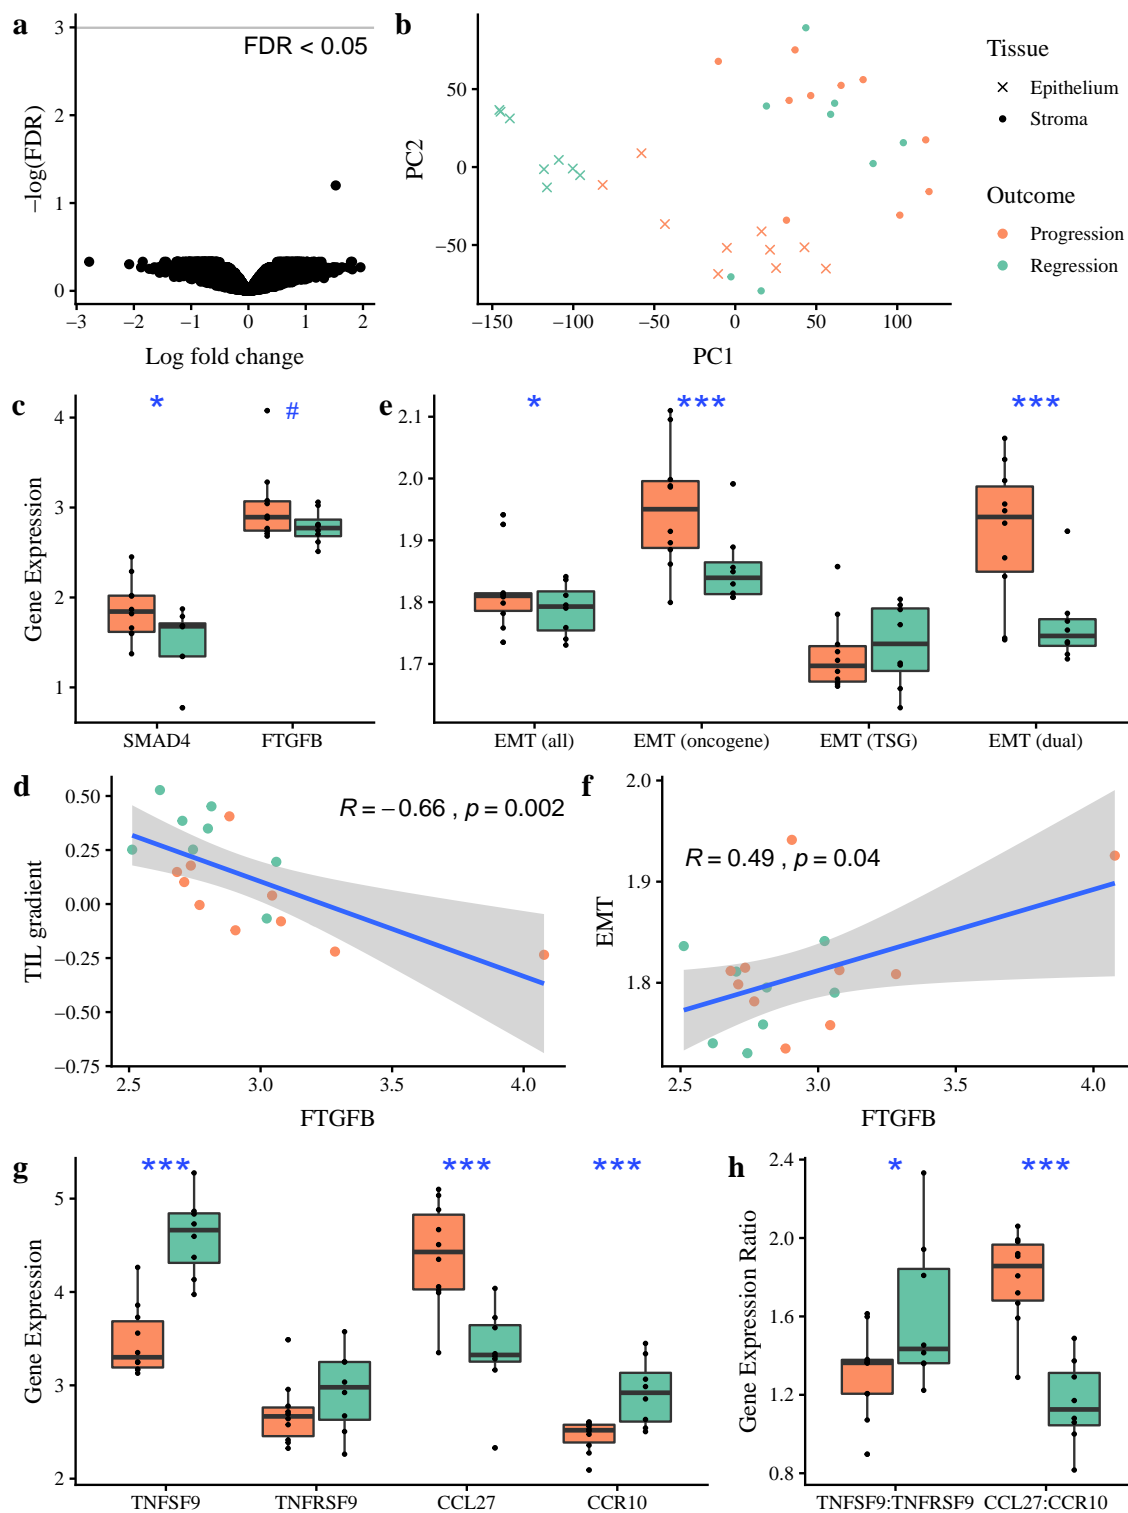 a
3
2
1
0
−log(FDR)
FDR < 0.05
−3 −2 −1 0 1 2
Log fold change
b
50
0
−50
PC2
−150 −100 −50 0 50 100
PC1
Tissue
Epithelium
Stroma
Outcome
Progression
Regression
c
4
3
2
1
Gene Expression
* #
SMAD4 FTGFB
e
2.1
2.0
1.9
1.8
1.7
* *** ***
EMT (all) EMT (oncogene) EMT (TSG) EMT (dual)
d
0.50
0.25
0.00
−0.25
−0.50
−0.75
TIL gradient
R = −0.66 , p = 0.002
2.5 3.0 3.5 4.0
FTGFB
f
2.0
1.9
1.8
EMT
R = 0.49 , p = 0.04
2.5 3.0 3.5 4.0
FTGFB
g
5
4
3
2
Gene Expression
*** *** ***
TNFSF9 TNFRSF9 CCL27 CCR10
h
2.4
2.0
1.6
1.2
0.8
Gene Expression Ratio
* ***
TNFSF9:TNFRSF9 CCL27:CCR10